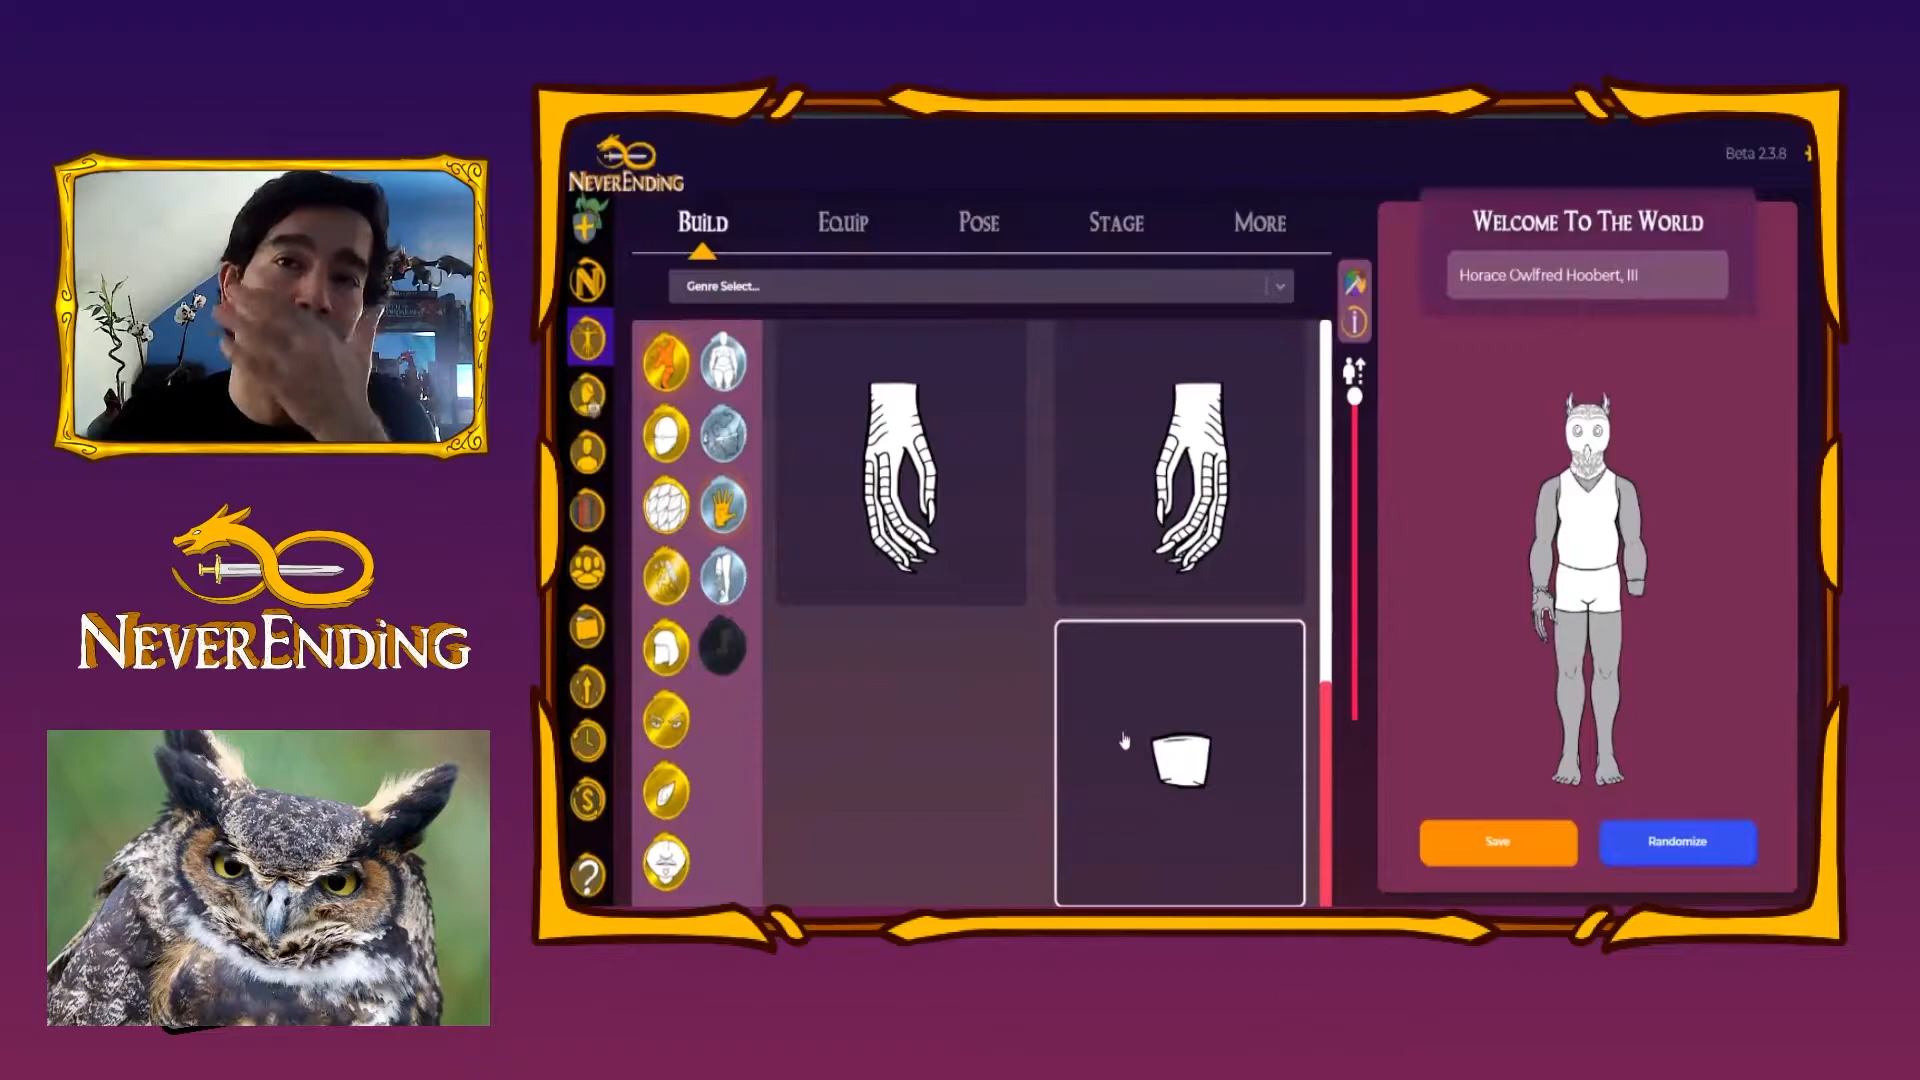 NEVERENDING
Beta 2.3.8
BUILD
EQUIP
POSE
STAGE
MORE
Genre Select...
WELCOME TO THE WORLD
Horace Owlfred Hoobert, III
NEVERENDING
Save
Randomize